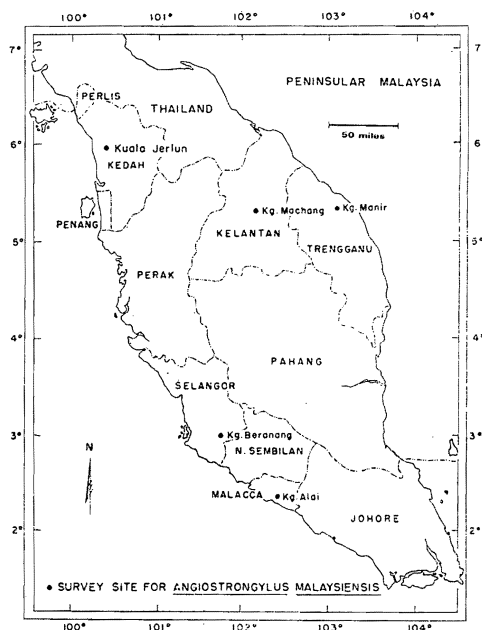 100° 101° 102° 103° 104°
7° 7
PENINSULAR MALAYSIA
PERLIS
THAILAND
50 miles
6° 6
Kuala Jerlun
KEDAH
Kg. Machang Kg. Manir
PENANG
KELANTAN
5° 5°
TRENGGANU
PERAK
4° 4°
PAHANG
SELANGOR
3° Kg. Beranang 3°
N. SEMBILAN
N
MALACCA Kg. Alai
JOHORE
2° 2°
• SURVEY SITE FOR ANGIOSTRONGYLUS MALAYSIENSIS
100° 101° 102° 103° 104°